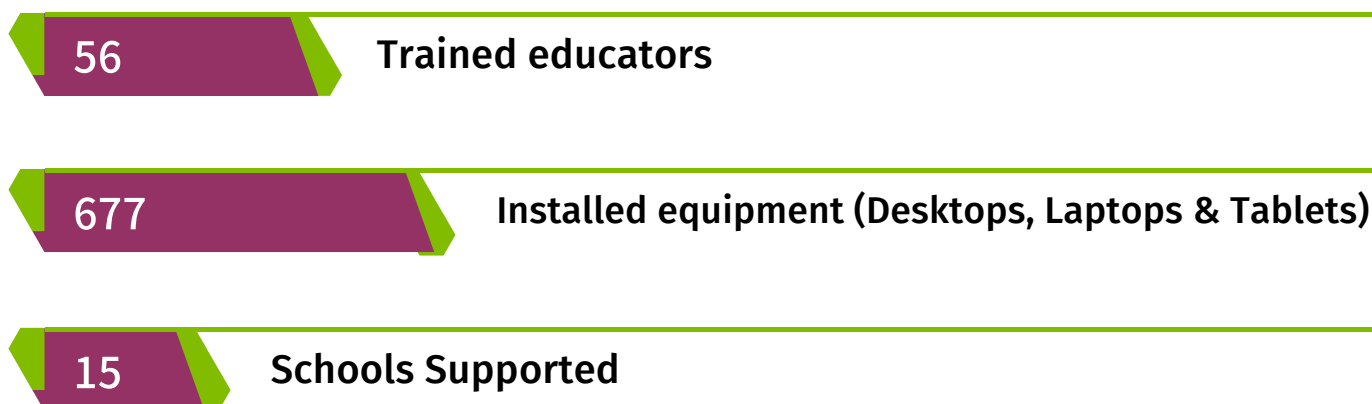 56 Trained educators
677 Installed equipment (Desktops, Laptops & Tablets)
15 Schools Supported